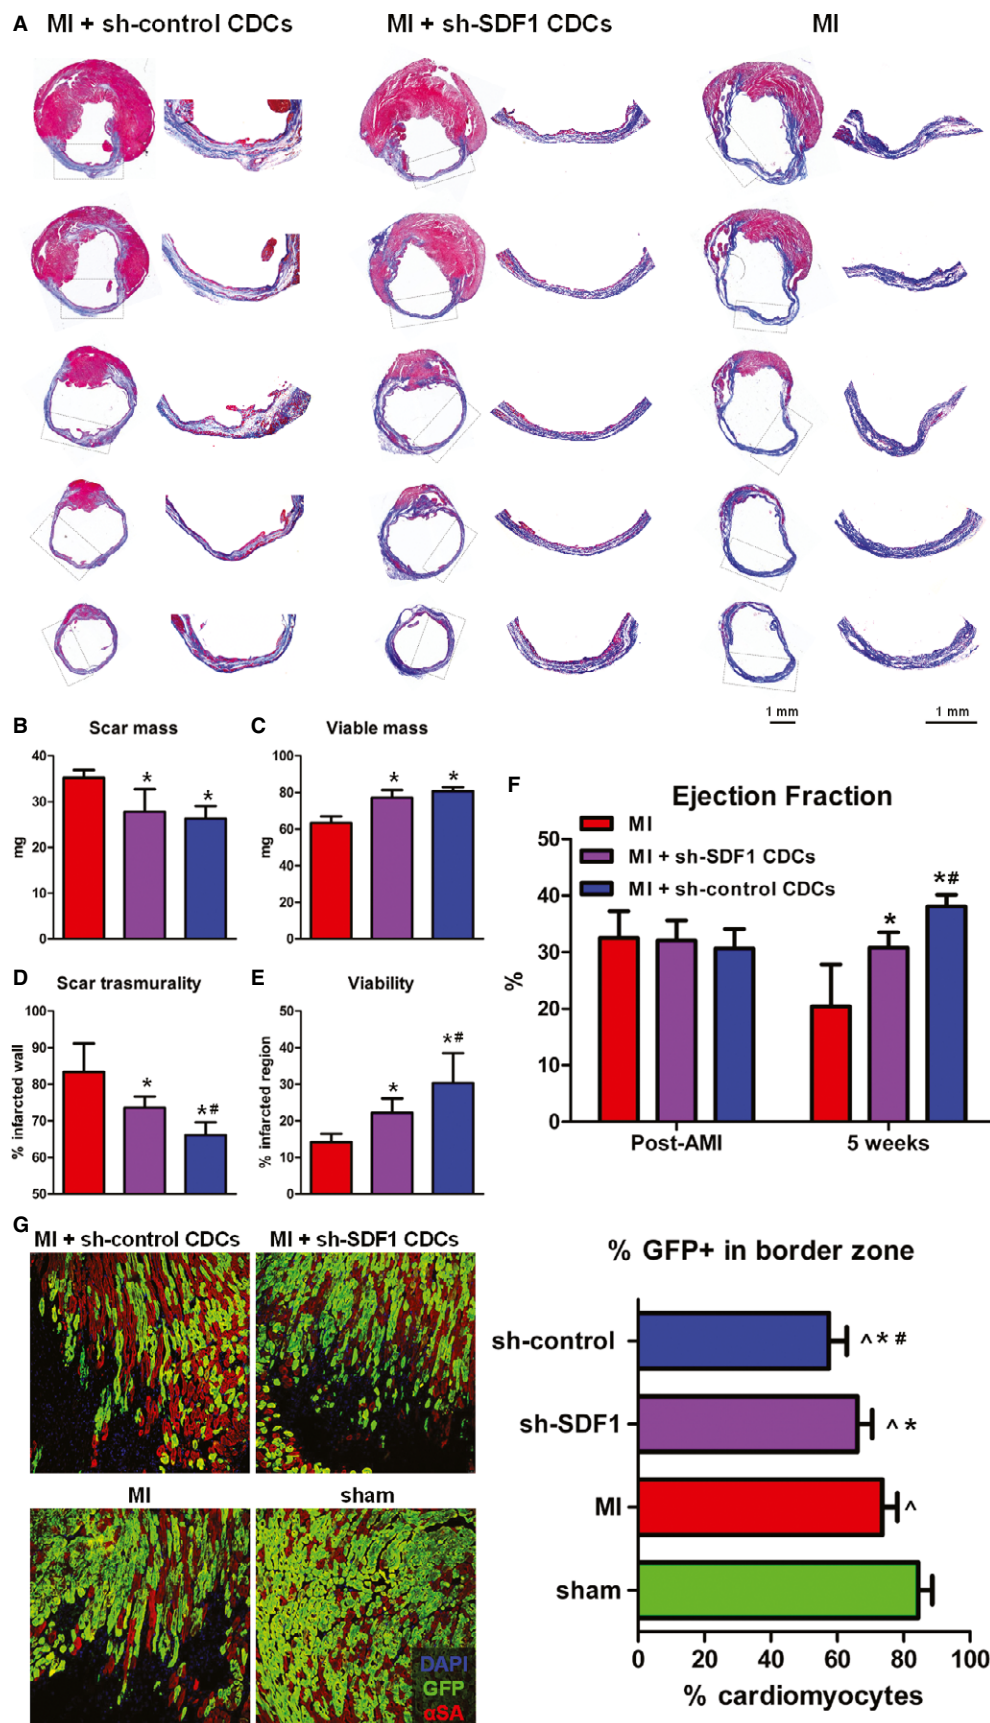 A
MI + sh-control CDCs
MI + sh-SDF1 CDCs
MI
1 mm
1 mm
B
Scar mass
40
30
20
10
0
mg
*
*
C
Viable mass
100
80
60
40
20
0
mg
*
*
D
Scar trasmurality
100
90
80
70
60
50
% infarcted wall
*
*#
E
Viability
50
40
30
20
10
0
% infarcted region
*
*#
F
Ejection Fraction
MI
MI + sh-SDF1 CDCs
MI + sh-control CDCs
50
40
30
20
10
0
%
*
*#
Post-AMI
5 weeks
G
MI + sh-control CDCs
MI + sh-SDF1 CDCs
MI
sham
DAPI
GFP
αSA
% GFP+ in border zone
sh-control
^ * #
sh-SDF1
^ *
MI
^
sham
0 20 40 60 80 100
% cardiomyocytes